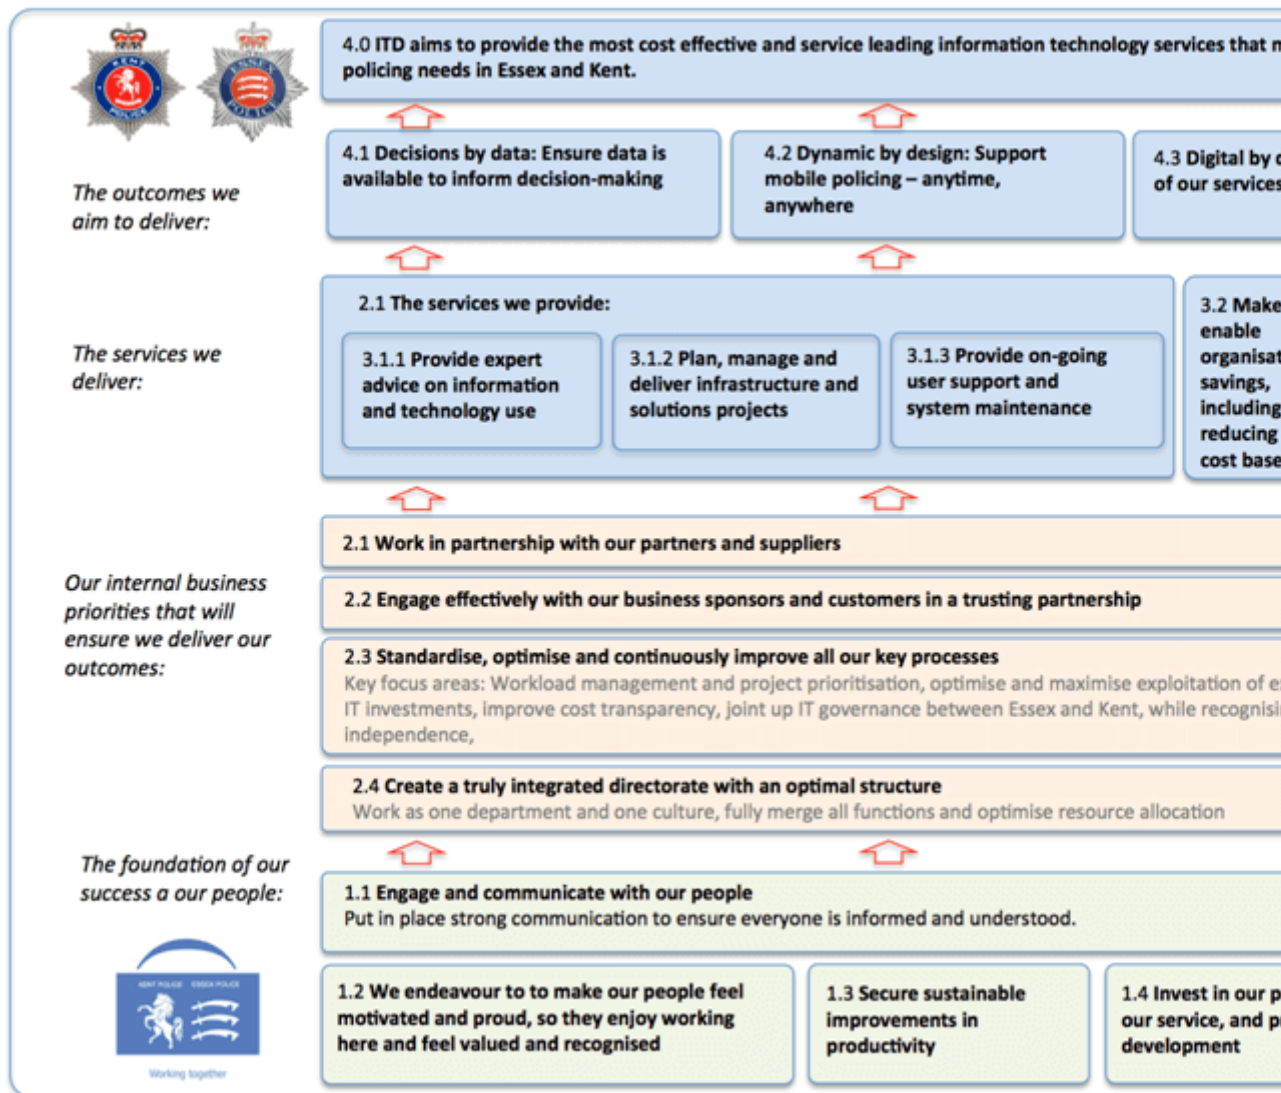 4.0 ITD aims to provide the most cost effective and service leading information technology services that
policing needs in Essex and Kent.
KENT
POLICE
ESSEX
POLICE
The outcomes we
aim to deliver:
4.1 Decisions by data: Ensure data is
available to inform decision-making
4.2 Dynamic by design: Support
mobile policing – anytime,
anywhere
4.3 Digital by
of our services
The services we
deliver:
2.1 The services we provide:
3.1.1 Provide expert
advice on information
and technology use
3.1.2 Plan, manage and
deliver infrastructure and
solutions projects
3.1.3 Provide on-going
user support and
system maintenance
3.2 Make
enable
organisat
savings,
including
reducing
cost base
Our internal business
priorities that will
ensure we deliver our
outcomes:
2.1 Work in partnership with our partners and suppliers
2.2 Engage effectively with our business sponsors and customers in a trusting partnership
2.3 Standardise, optimise and continuously improve all our key processes
Key focus areas: Workload management and project prioritisation, optimise and maximise exploitation of
IT investments, improve cost transparency, joint up IT governance between Essex and Kent, while recognisi
independence,
2.4 Create a truly integrated directorate with an optimal structure
Work as one department and one culture, fully merge all functions and optimise resource allocation
The foundation of our
success a our people:
1.1 Engage and communicate with our people
Put in place strong communication to ensure everyone is informed and understood.
1.2 We endeavour to to make our people feel
motivated and proud, so they enjoy working
here and feel valued and recognised
1.3 Secure sustainable
improvements in
productivity
1.4 Invest in our p
our service, and p
development
KENT POLICE ESSEX POLICE
Working together